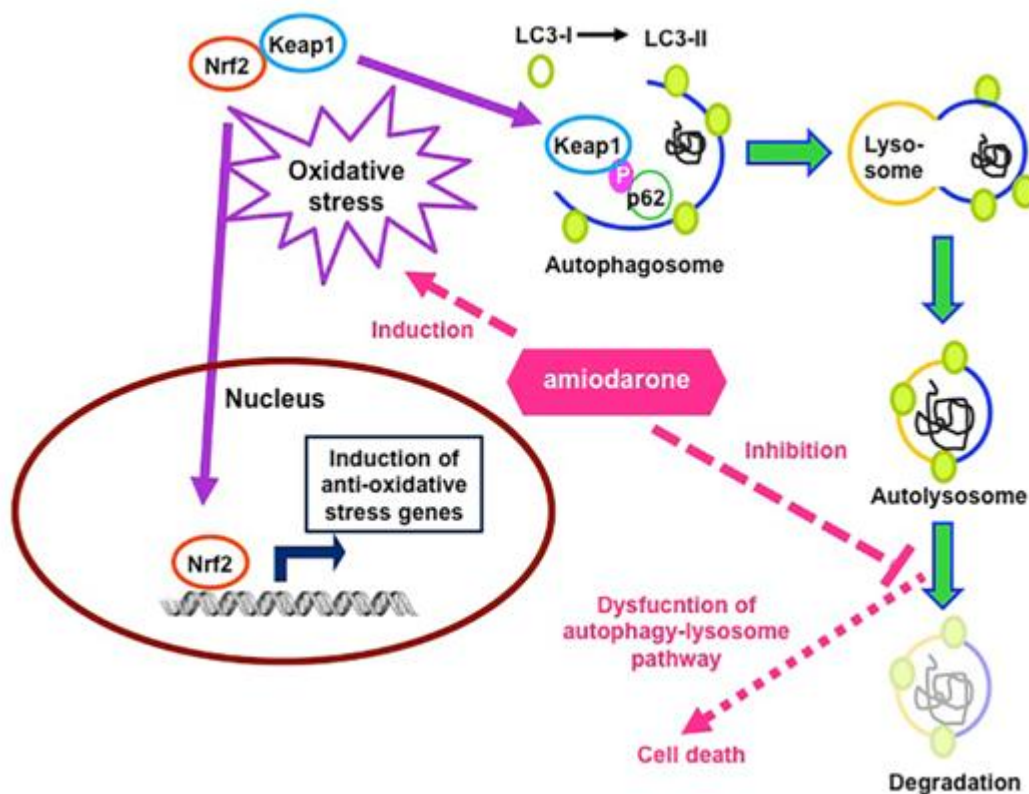 Nrf2
Keap1
LC3-I
LC3-II
Oxidative
stress
Keap1
P
p62
Autophagosome
Lyso-
some
Induction
amiodarone
Inhibition
Nucleus
Induction of
anti-oxidative
stress genes
Nrf2
Autolysosome
Dysfucntion of
autophagy-lysosome
pathway
Cell death
Degradation